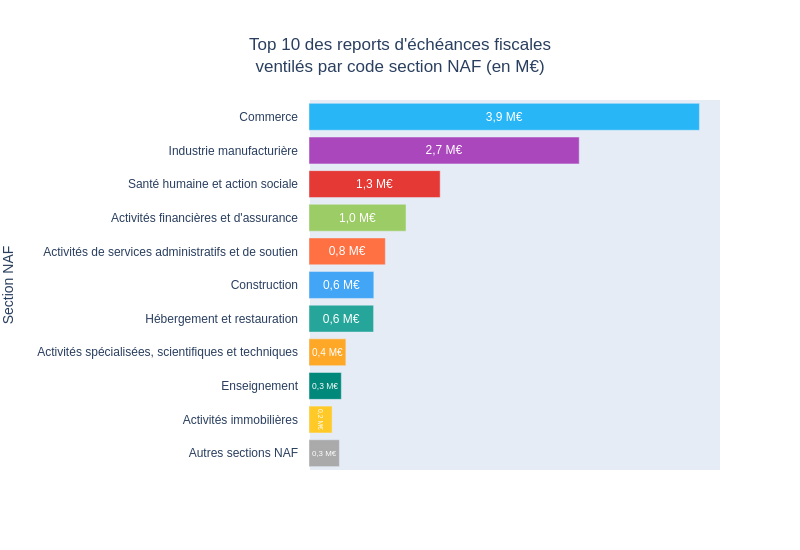 Top 10 des reports d'échéances fiscales
ventilés par code section NAF (en M€)
Section NAF
Commerce 3,9 M€
Industrie manufacturière 2,7 M€
Santé humaine et action sociale 1,3 M€
Activités financières et d'assurance 1,0 M€
Activités de services administratifs et de soutien 0,8 M€
Construction 0,6 M€
Hébergement et restauration 0,6 M€
Activités spécialisées, scientifiques et techniques 0,4 M€
Enseignement 0,3 M€
Activités immobilières 0,2 M€
Autres sections NAF 0,3 M€